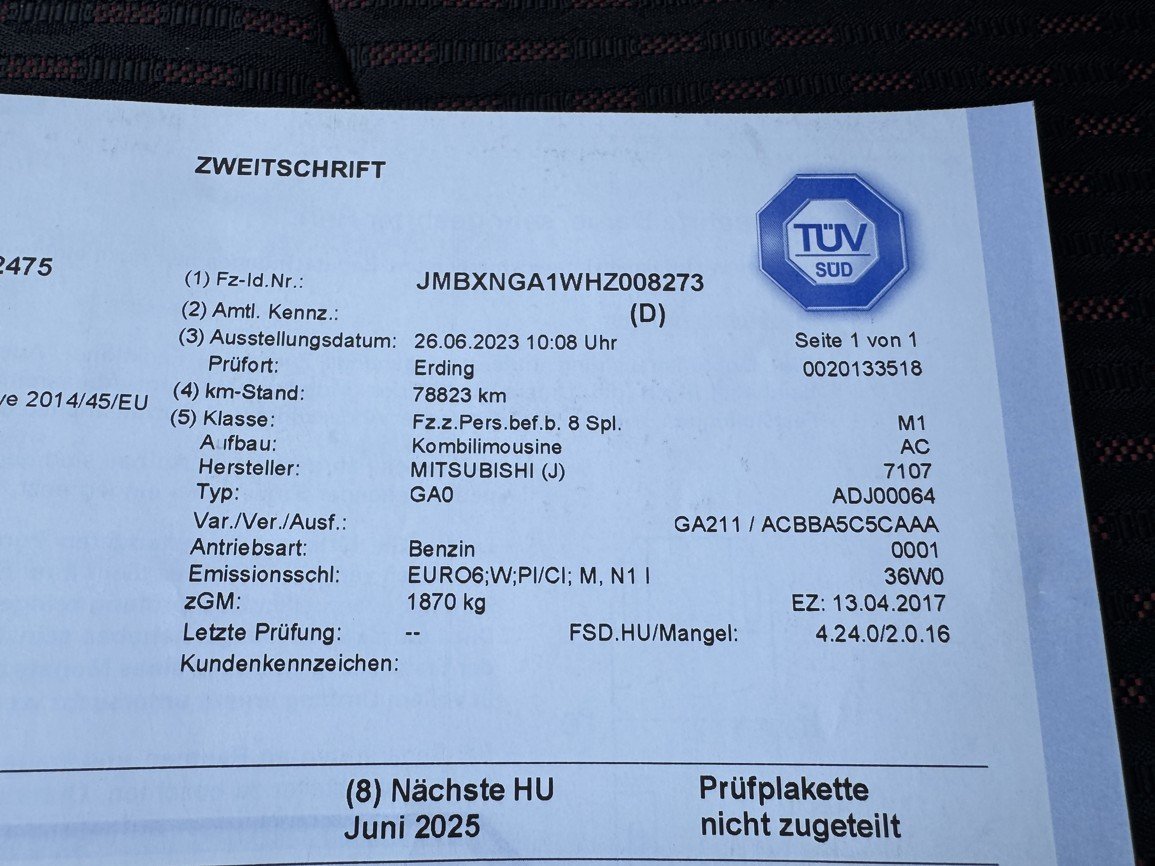 ZWEITSCHRIFT
TÜV
SÜD
2475
(1) Fz-Id.Nr.: JMBXNGA1WHZ008273
(2) Amtl. Kennz.: (D)
(3) Ausstellungsdatum: 26.06.2023 10:08 Uhr Seite 1 von 1
Prüfort: Erding 0020133518
ve 2014/45/EU
(4) km-Stand: 78823 km
(5) Klasse: Fz.z.Pers.bef.b. 8 Spl. M1
Aufbau: Kombilimousine AC
Hersteller: MITSUBISHI (J) 7107
Typ: GA0 ADJ00064
Var./Ver./Ausf.: GA211 / ACBBA5C5CAAA
Antriebsart: Benzin 0001
Emissionsschl: EURO6;W;PI/CI; M, N1 I 36W0
zGM: 1870 kg EZ: 13.04.2017
Letzte Prüfung: -- FSD.HU/Mangel: 4.24.0/2.0.16
Kundenkennzeichen:
(8) Nächste HU Prüfplakette
Juni 2025 nicht zugeteilt